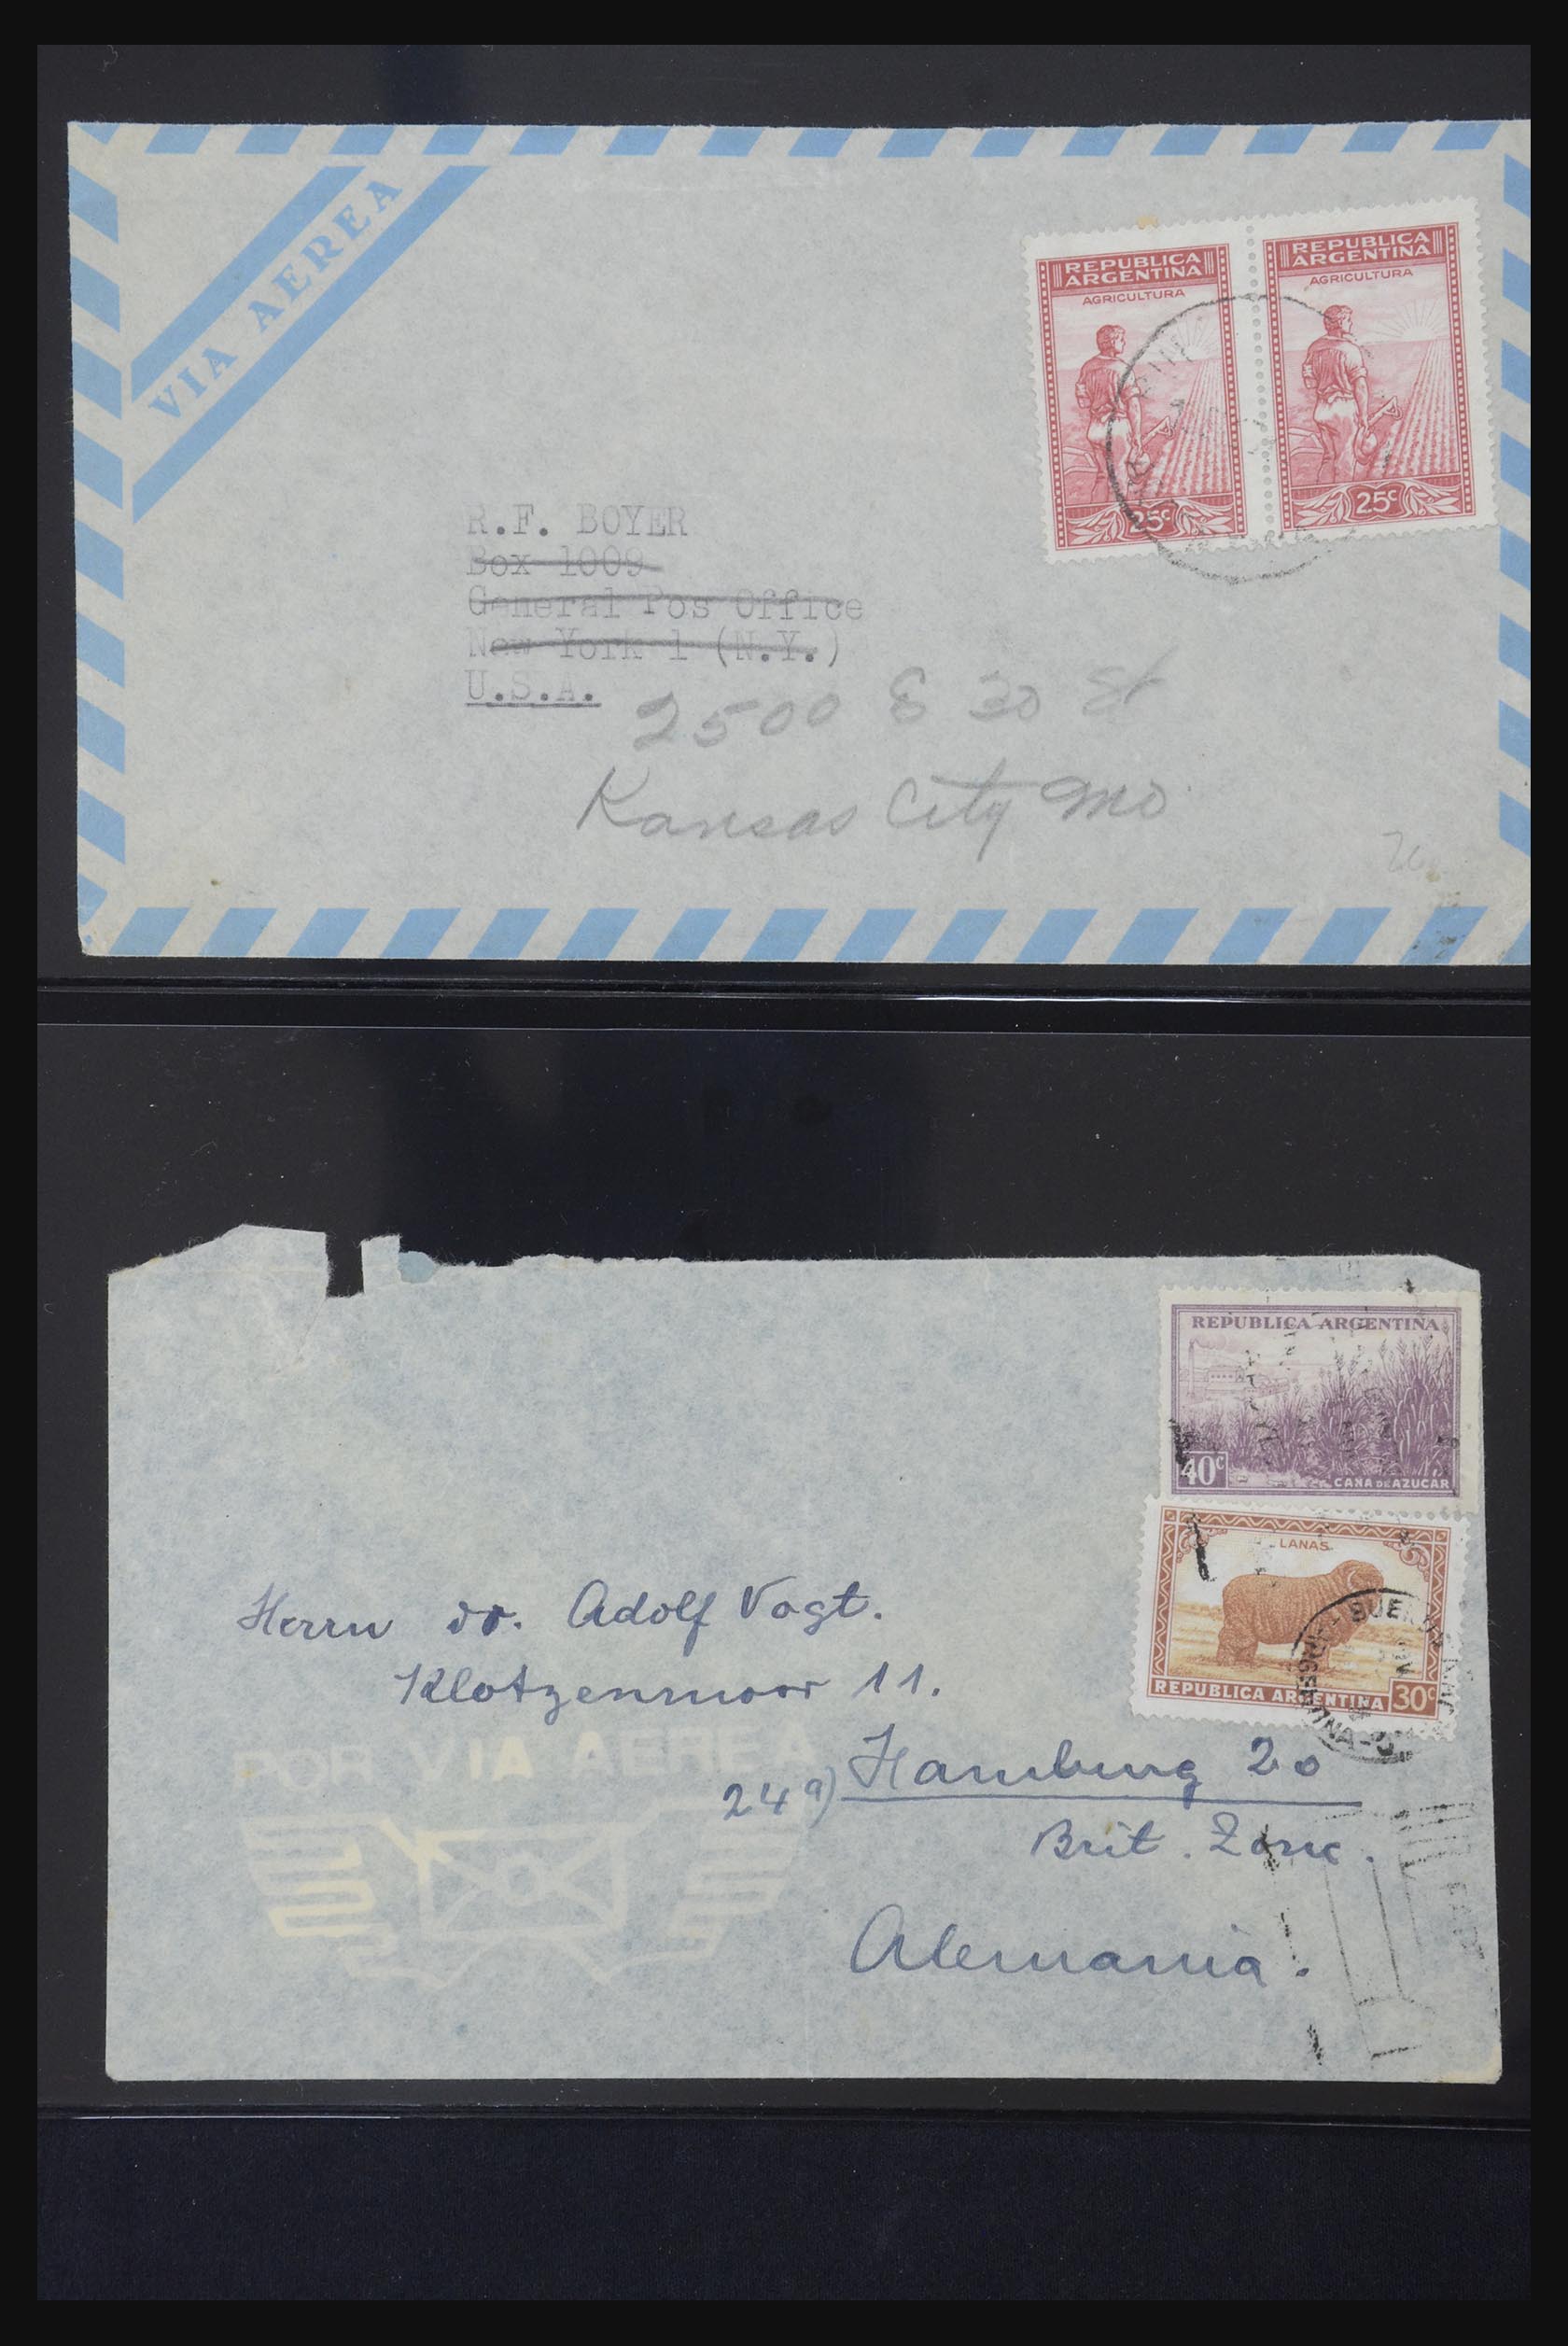 VIA AEREA
REPUBLICA
ARGENTINA
AGRICULTURA
25c
REPUBLICA
ARGENTINA
AGRICULTURA
25c
R.F. BOYER
Box 1009
General Pos Office
New York 1 (N.Y.)
U.S.A.
2500 E 30 St
Kansas City Mo
REPUBLICA ARGENTINA
40c
CAÑA DE AZUCAR
LANAS
REPUBLICA ARGENTINA 30c
Herrn Dr. Adolf Vogt.
Klotzenmoor 11.
POR VIA AEREA
24a) Hamburg 20
Brit. Zone.
Alemania.